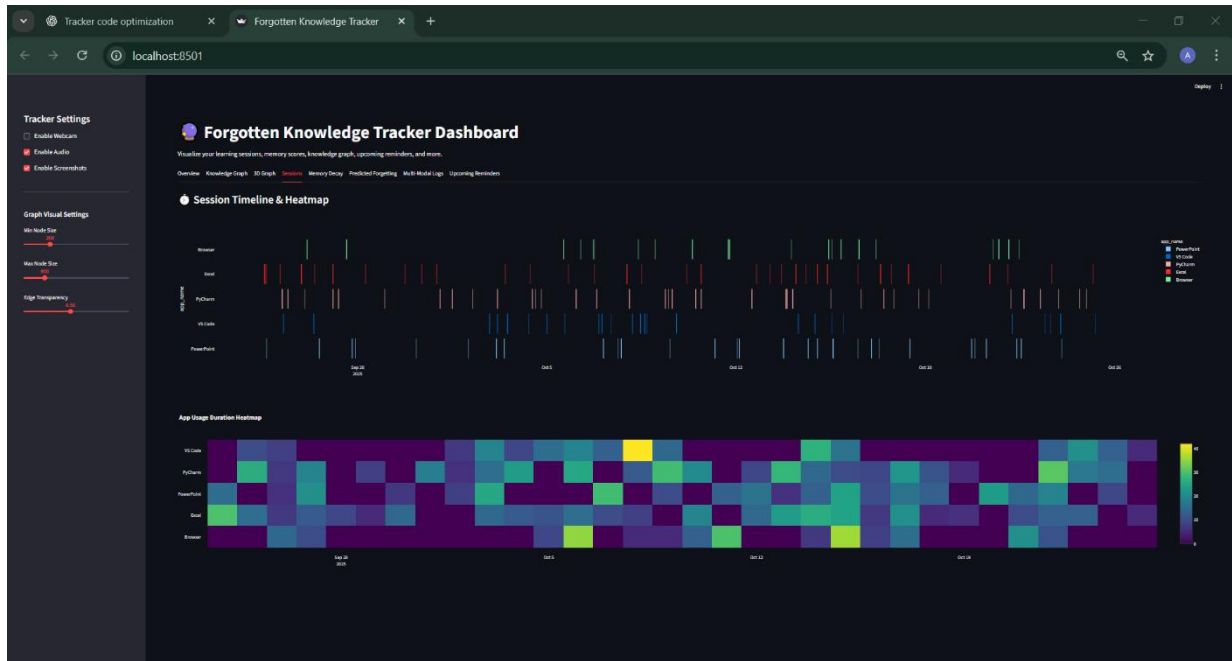 Tracker code optimization
Forgotten Knowledge Tracker
localhost:8501
A
Deploy
Tracker Settings
Enable Webcam
Enable Audio
Enable Screenshots
Graph Visual Settings
Min Node Size
Max Node Size
Edge Transparency
Forgotten Knowledge Tracker Dashboard
Visualize your learning sessions, memory scores, knowledge graph, upcoming reminders, and more.
Overview Knowledge Graph 3D Graph Sessions Memory Decay Predicted Forgetting Multi-Modal Logs Upcoming Reminders
Session Timeline & Heatmap
app_name
Browser
Excel
PyCharm
VS Code
PowerPoint
Sep 28 Oct 5 Oct 12 Oct 19 Oct 26
2025
app_name
PowerPoint
VS Code
PyCharm
Excel
Browser
App Usage Duration Heatmap
VS Code
PyCharm
PowerPoint
Excel
Browser
Sep 28 Oct 5 Oct 12 Oct 19
2025
40
30
20
10
0